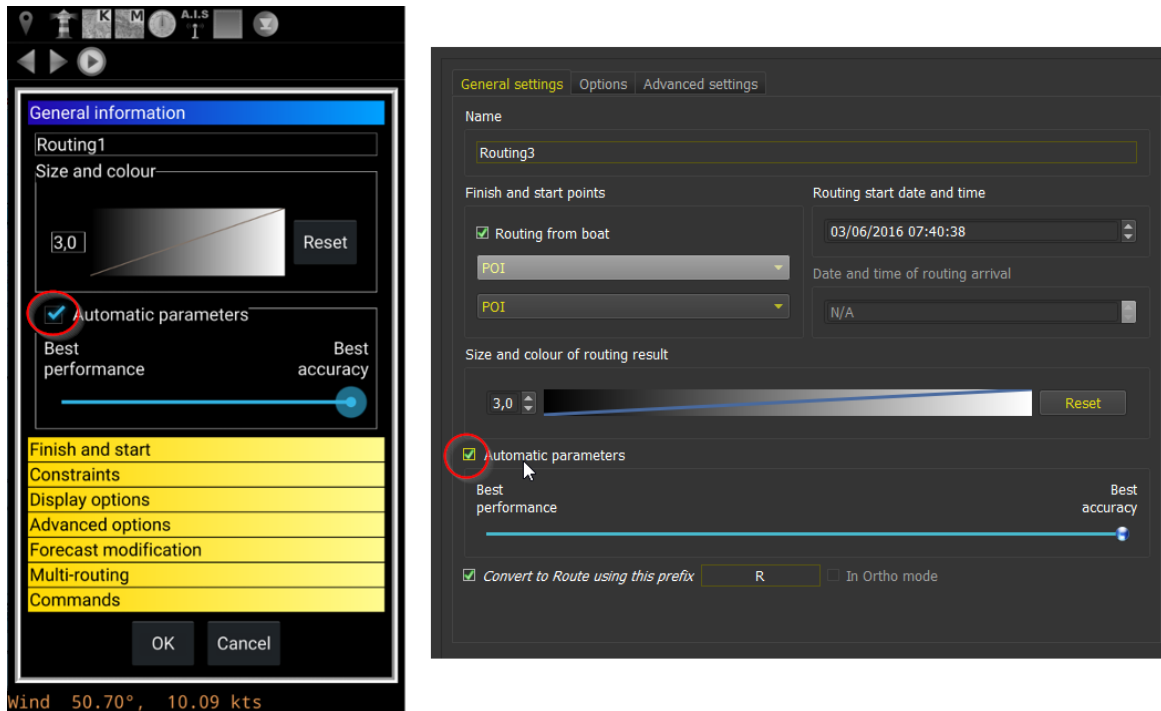 K M A.I.S
General information
Routing1
Size and colour
3,0 Reset
Automatic parameters
Best Best
performance accuracy
Finish and start
Constraints
Display options
Advanced options
Forecast modification
Multi-routing
Commands
OK Cancel
Wind 50.70°, 10.09 kts
General settings Options Advanced settings
Name
Routing3
Finish and start points Routing start date and time
Routing from boat 03/06/2016 07:40:38
POI Date and time of routing arrival
POI N/A
Size and colour of routing result
3,0 Reset
Automatic parameters
Best Best
performance accuracy
Convert to Route using this prefix R In Ortho mode